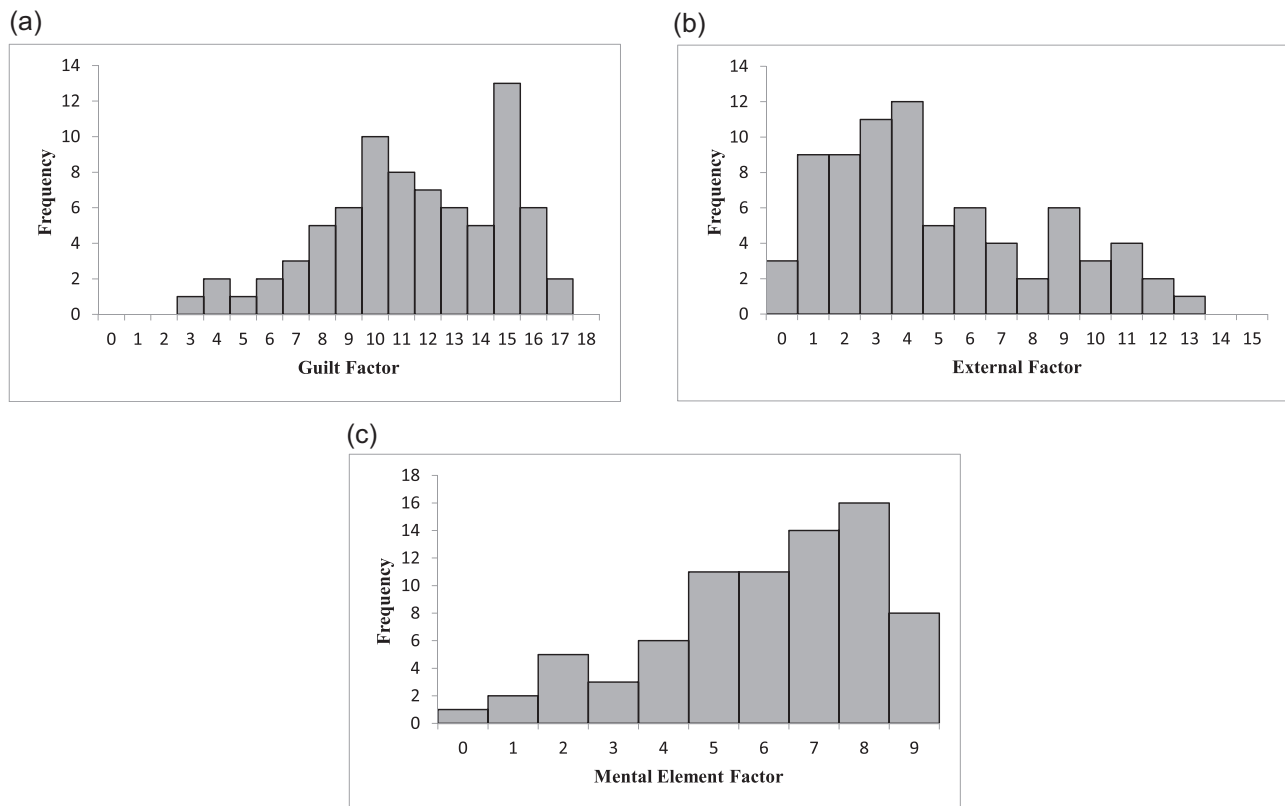 (a)
14
12
10
8
6
4
2
0
Frequency
0 1 2 3 4 5 6 7 8 9 10 11 12 13 14 15 16 17 18
Guilt Factor
(b)
14
12
10
8
6
4
2
0
Frequency
0 1 2 3 4 5 6 7 8 9 10 11 12 13 14 15
External Factor
(c)
18
16
14
12
10
8
6
4
2
0
Frequency
0 1 2 3 4 5 6 7 8 9
Mental Element Factor